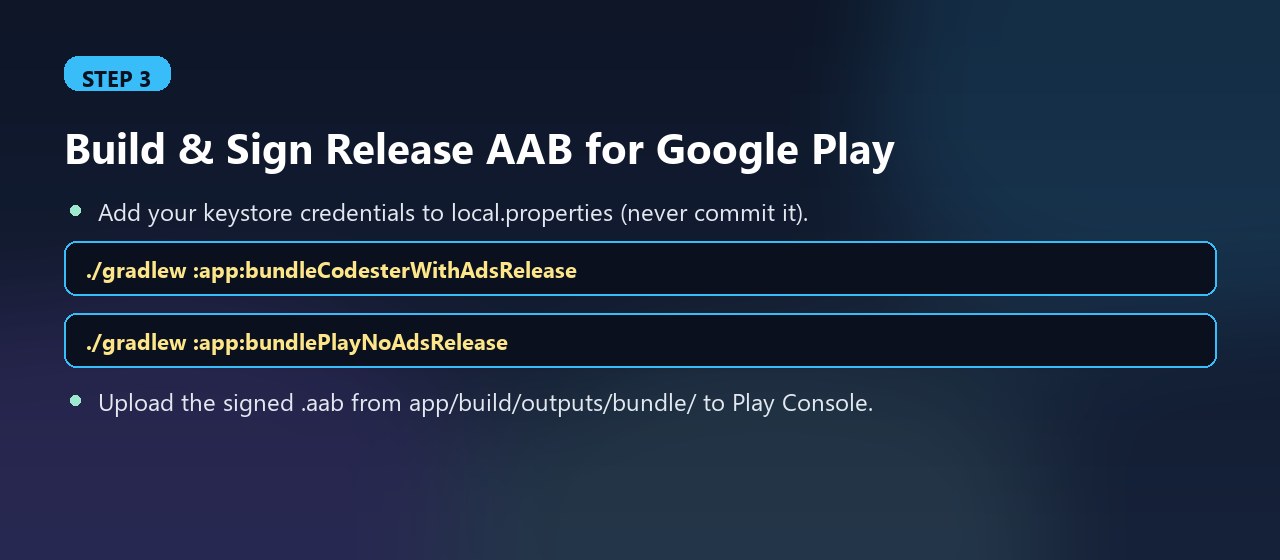 STEP 3
Build & Sign Release AAB for Google Play
Add your keystore credentials to local.properties (never commit it).
./gradlew :app:bundleCodesterWithAdsRelease
./gradlew :app:bundlePlayNoAdsRelease
Upload the signed .aab from app/build/outputs/bundle/ to Play Console.